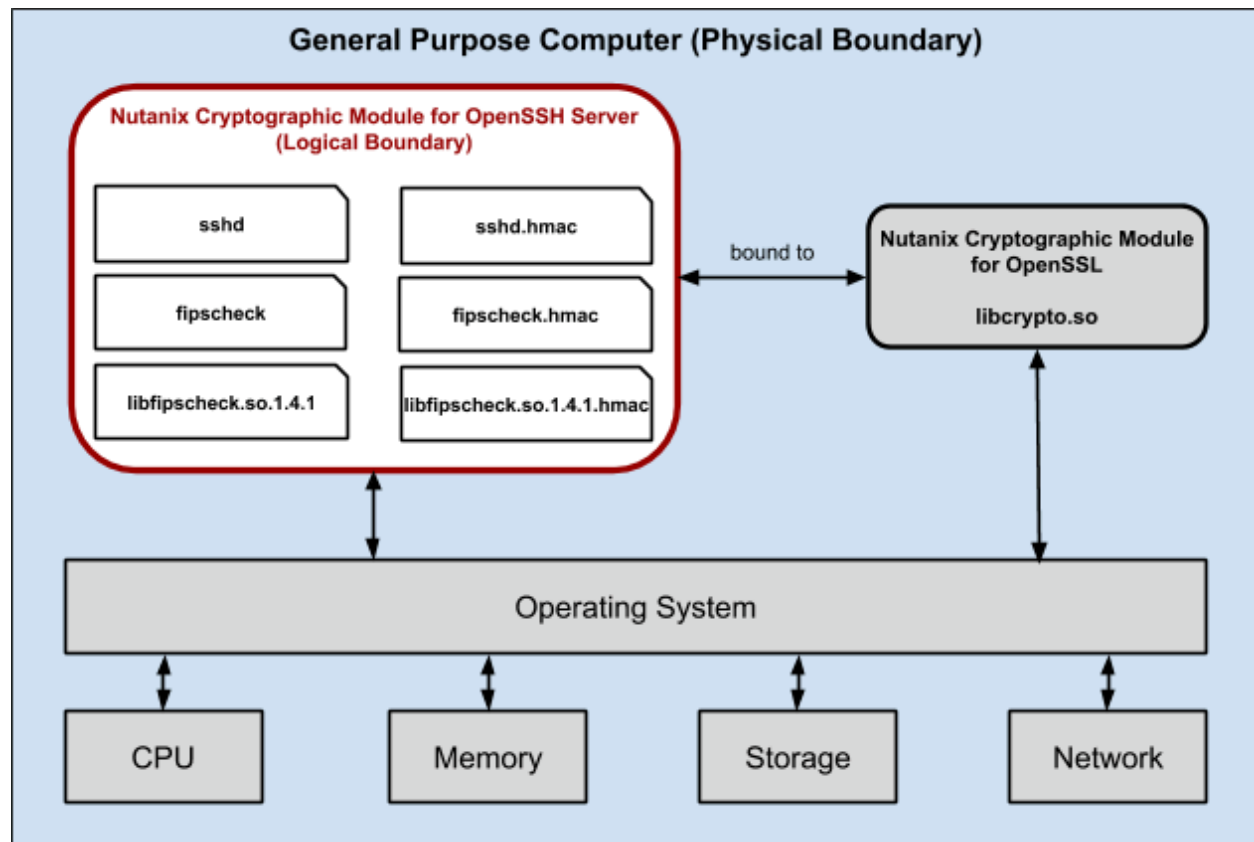 General Purpose Computer (Physical Boundary)
Nutanix Cryptographic Module for OpenSSH Server
(Logical Boundary)
sshd
sshd.hmac
fipscheck
fipscheck.hmac
libfipscheck.so.1.4.1
libfipscheck.so.1.4.1.hmac
bound to
Nutanix Cryptographic Module
for OpenSSL
libcrypto.so
Operating System
CPU
Memory
Storage
Network